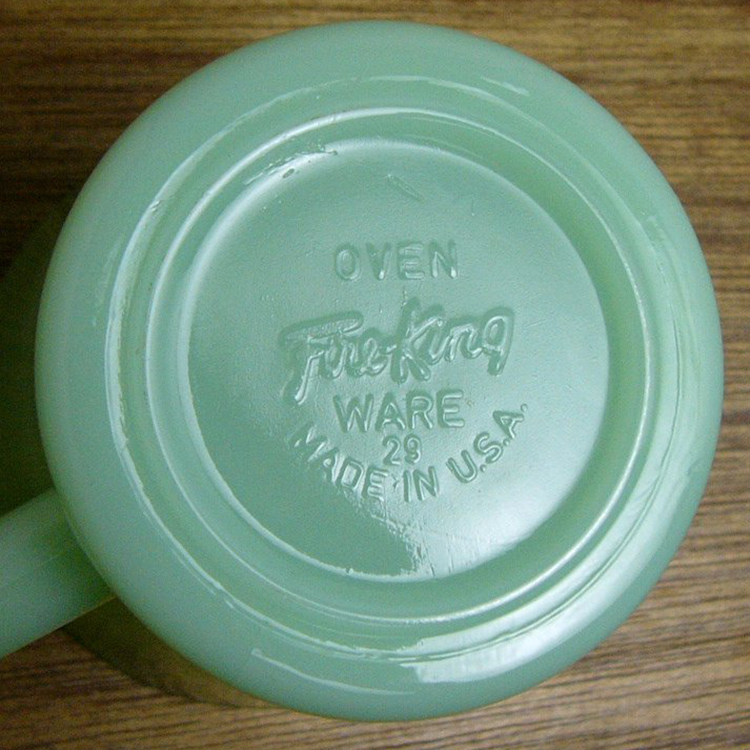 OVEN
Fire-King
WARE
29
MADE IN U.S.A.